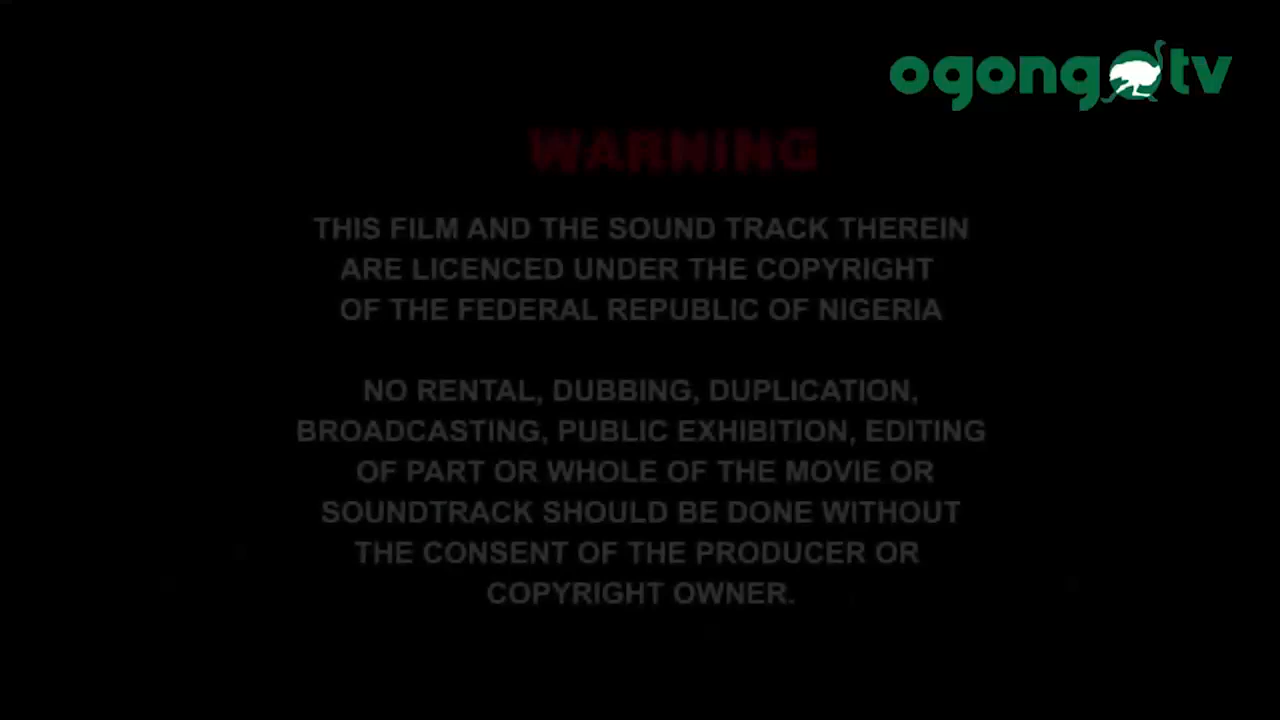 ogongotv
WARNING
THIS FILM AND THE SOUND TRACK THEREIN
ARE LICENCED UNDER THE COPYRIGHT
OF THE FEDERAL REPUBLIC OF NIGERIA
NO RENTAL, DUBBING, DUPLICATION,
BROADCASTING, PUBLIC EXHIBITION, EDITING
OF PART OR WHOLE OF THE MOVIE OR
SOUNDTRACK SHOULD BE DONE WITHOUT
THE CONSENT OF THE PRODUCER OR
COPYRIGHT OWNER.